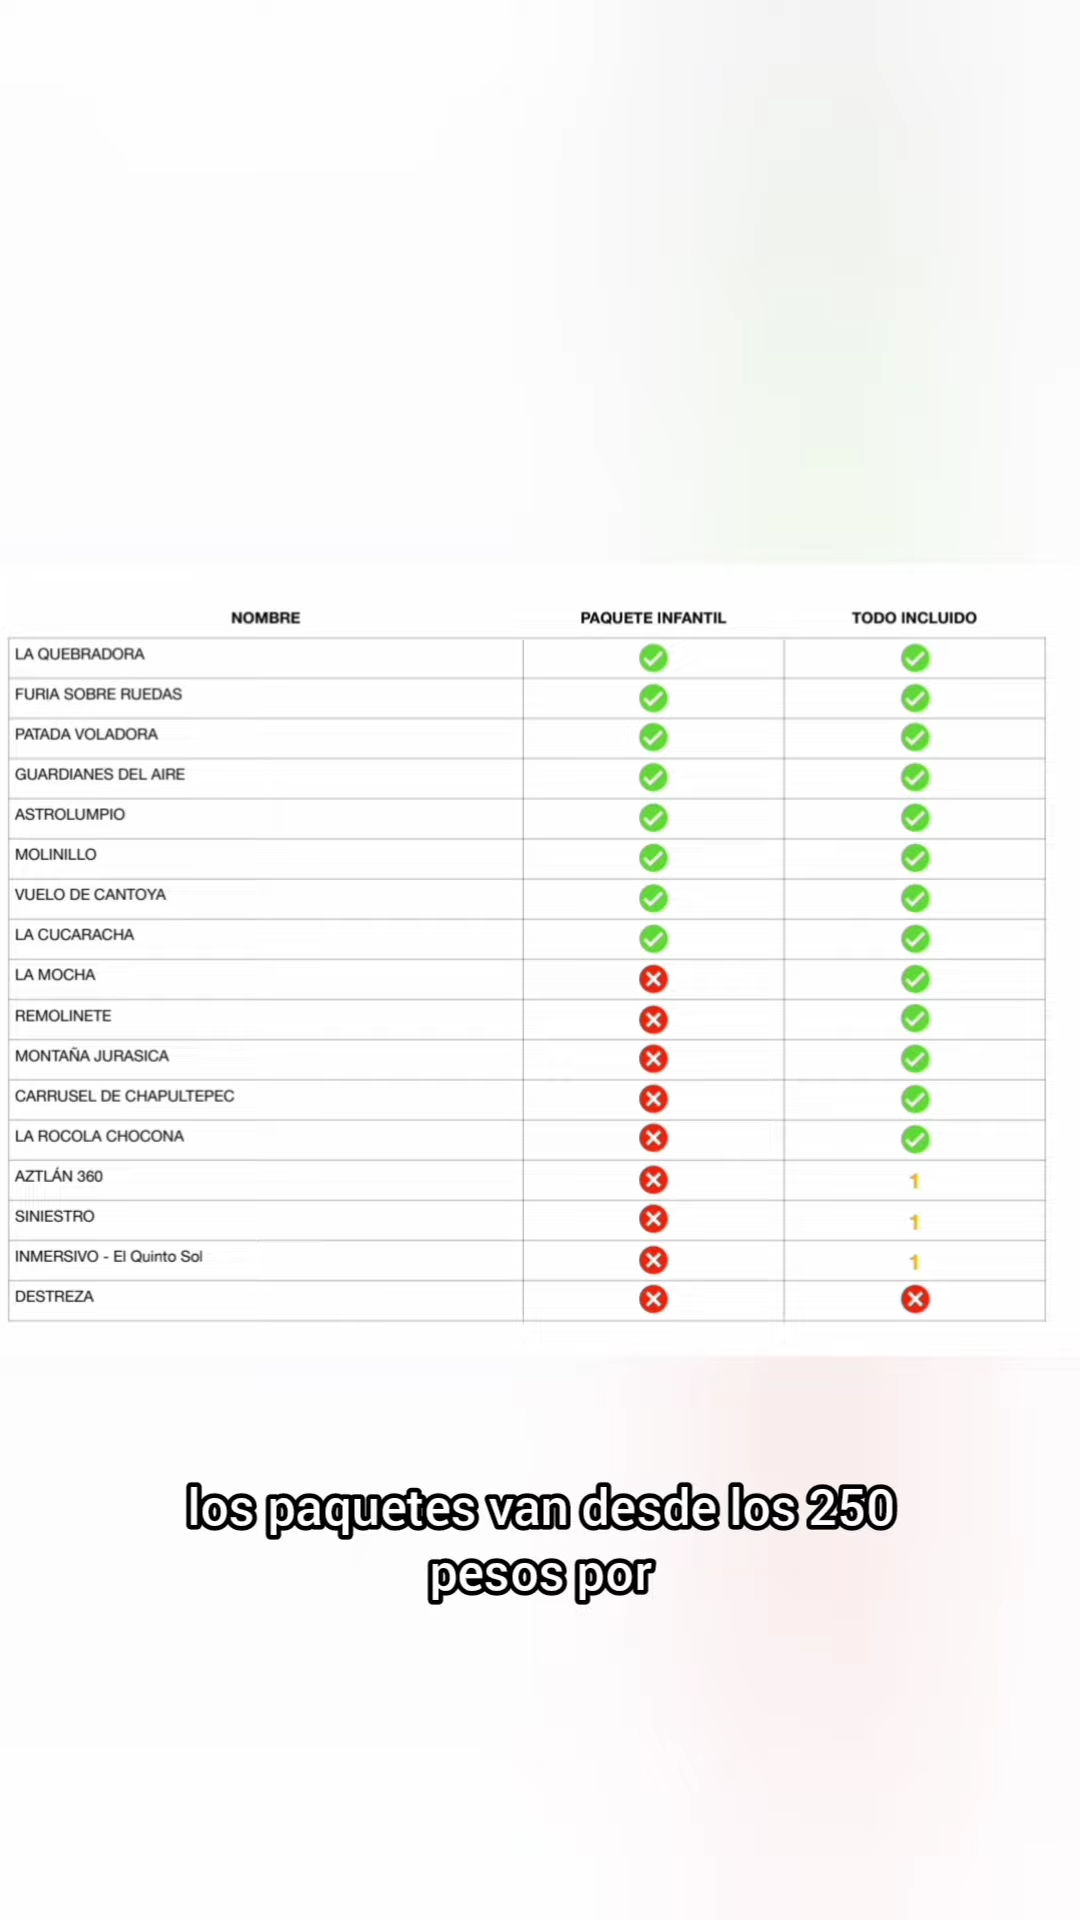 NOMBRE PAQUETE INFANTIL TODO INCLUIDO
LA QUEBRADORA
FURIA SOBRE RUEDAS
PATADA VOLADORA
GUARDIANES DEL AIRE
ASTROLUMPIO
MOLINILLO
VUELO DE CANTOYA
LA CUCARACHA
LA MOCHA
REMOLINETE
MONTAÑA JURASICA
CARRUSEL DE CHAPULTEPEC
LA ROCOLA CHOCONA
AZTLÁN 360 1
SINIESTRO 1
INMERSIVO - El Quinto Sol 1
DESTREZA
los paquetes van desde los 250
pesos por